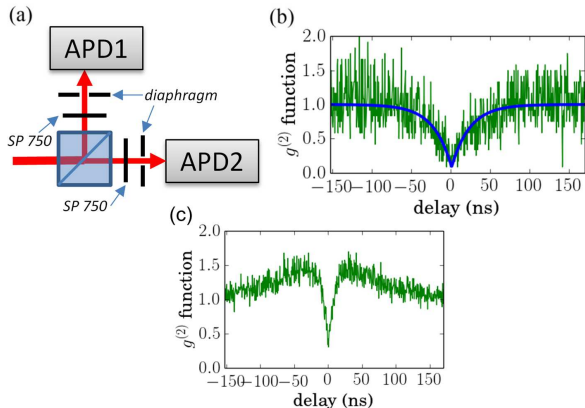 (a)
APD1
diaphragm
SP 750
APD2
SP 750
(b)
g(2) function
2.0
1.5
1.0
0.5
0.0
−150−100−50 0 50 100 150
delay (ns)
(c)
g(2) function
2.0
1.5
1.0
0.5
0.0
−150−100−50 0 50 100 150
delay (ns)